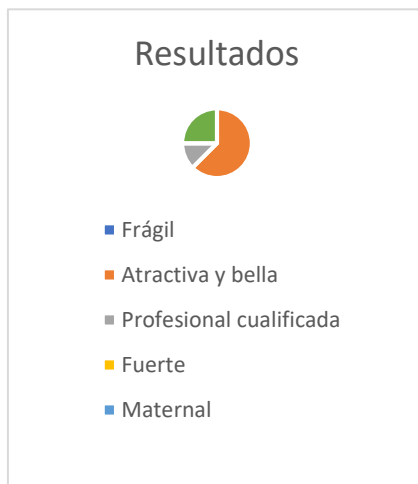 Resultados
Frágil
Atractiva y bella
Profesional cualificada
Fuerte
Maternal